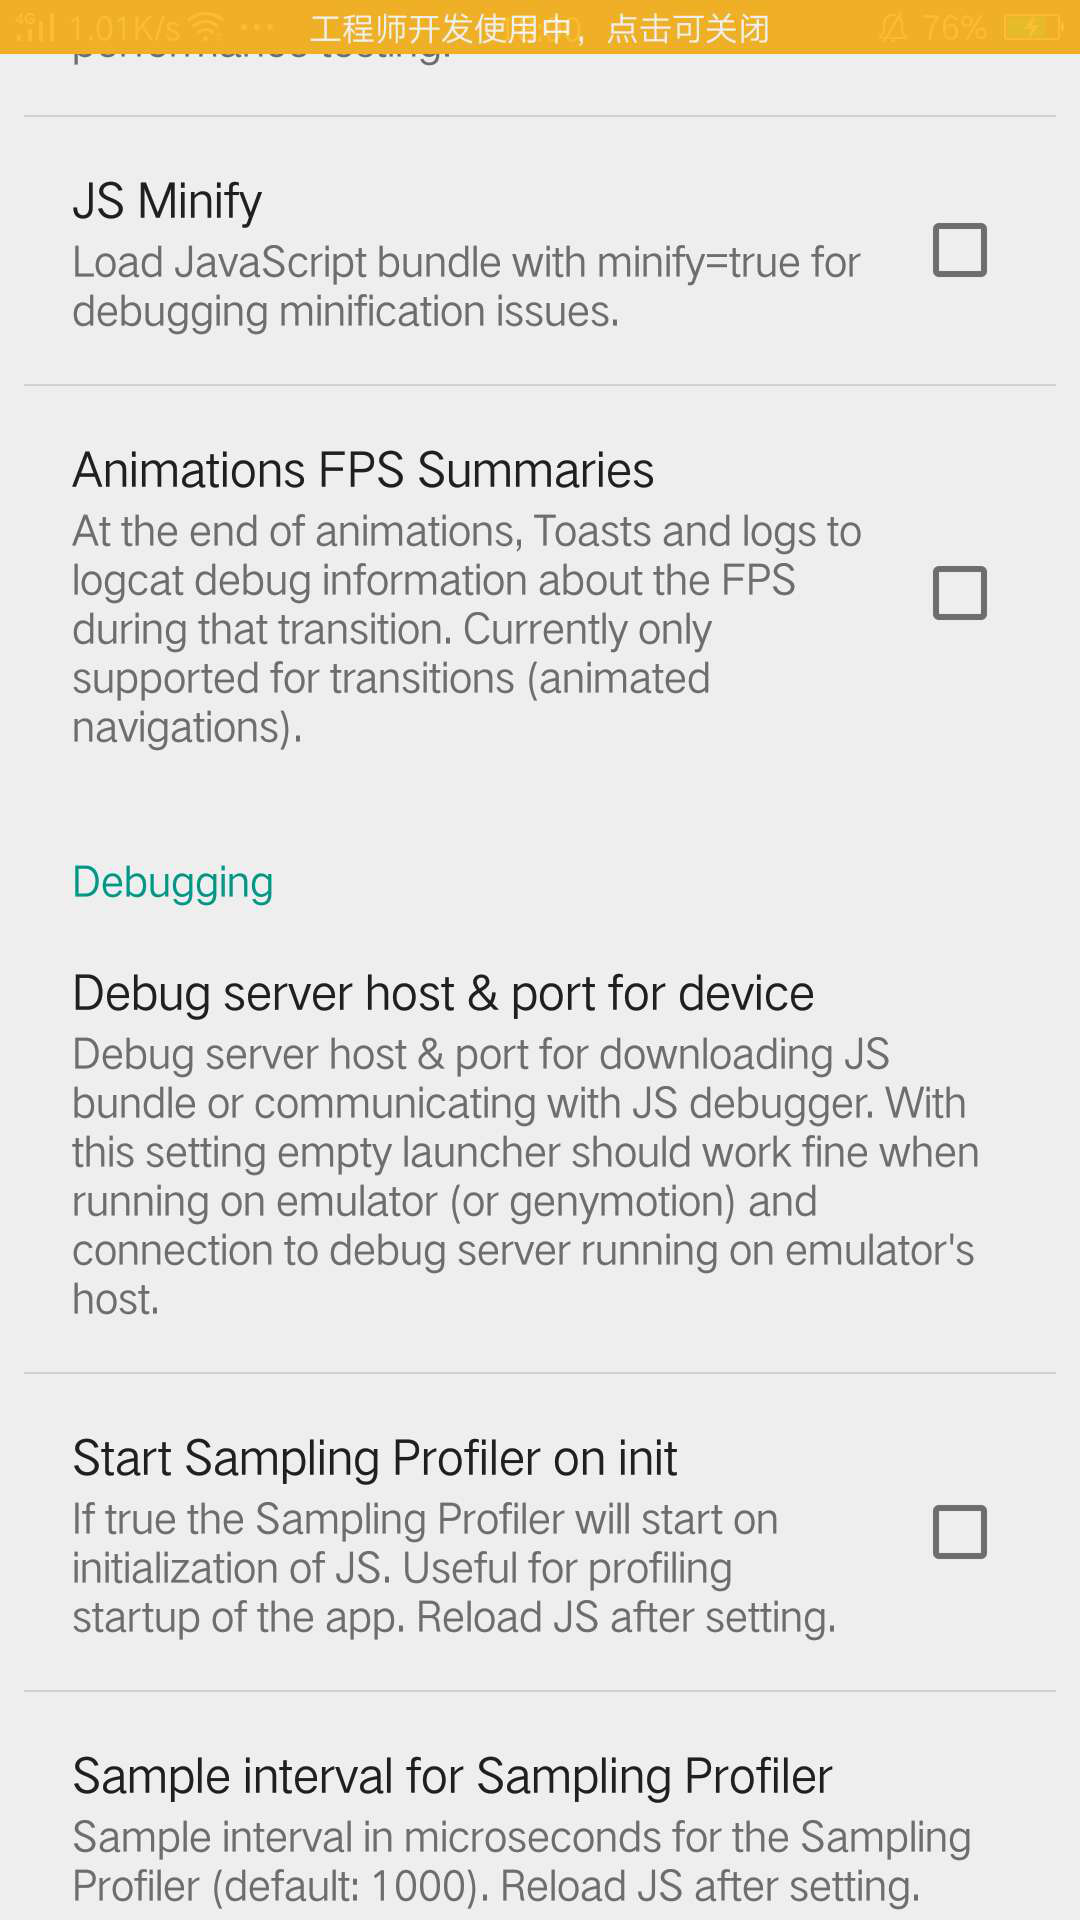 4G 1.01K/s ... 工程师开发使用中，点击可关闭 76%
performance testing.
JS Minify
Load JavaScript bundle with minify=true for
debugging minification issues.
Animations FPS Summaries
At the end of animations, Toasts and logs to
logcat debug information about the FPS
during that transition. Currently only
supported for transitions (animated
navigations).
Debugging
Debug server host & port for device
Debug server host & port for downloading JS
bundle or communicating with JS debugger. With
this setting empty launcher should work fine when
running on emulator (or genymotion) and
connection to debug server running on emulator's
host.
Start Sampling Profiler on init
If true the Sampling Profiler will start on
initialization of JS. Useful for profiling
startup of the app. Reload JS after setting.
Sample interval for Sampling Profiler
Sample interval in microseconds for the Sampling
Profiler (default: 1000). Reload JS after setting.